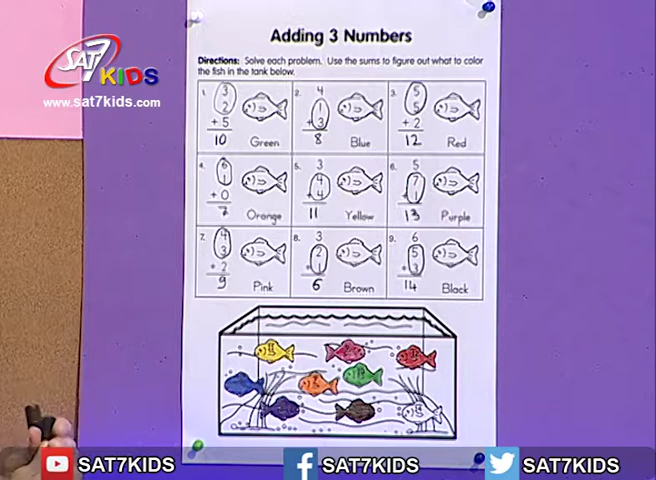 Adding 3 Numbers
Directions: Solve each problem. Use the sums to figure out what to color
the fish in the tank below.
SAT7
KIDS
www.sat7kids.com
1. 3
2
+ 5
10 Green
2. 4
1
+ 3
8 Blue
3. 5
5
+ 2
12 Red
4. 6
1
+ 0
7 Orange
5. 3
4
+ 4
11 Yellow
6. 5
7
+ 1
13 Purple
7. 4
3
+ 2
9 Pink
8. 3
2
+ 1
6 Brown
9. 6
5
+ 3
14 Black
SAT7KIDS
SAT7KIDS
SAT7KIDS